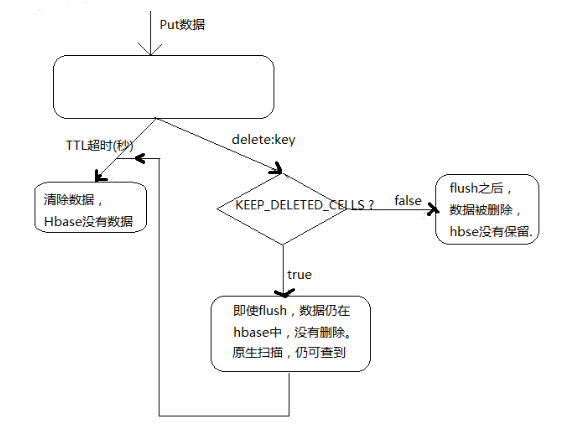 Put数据
TTL超时(秒)
delete:key
清除数据，
Hbase没有数据
KEEP_DELETED_CELLS ?
false
flush之后，
数据被删除，
hbse没有保留.
true
即使flush，数据仍在
hbase中，没有删除。
原生扫描，仍可查到